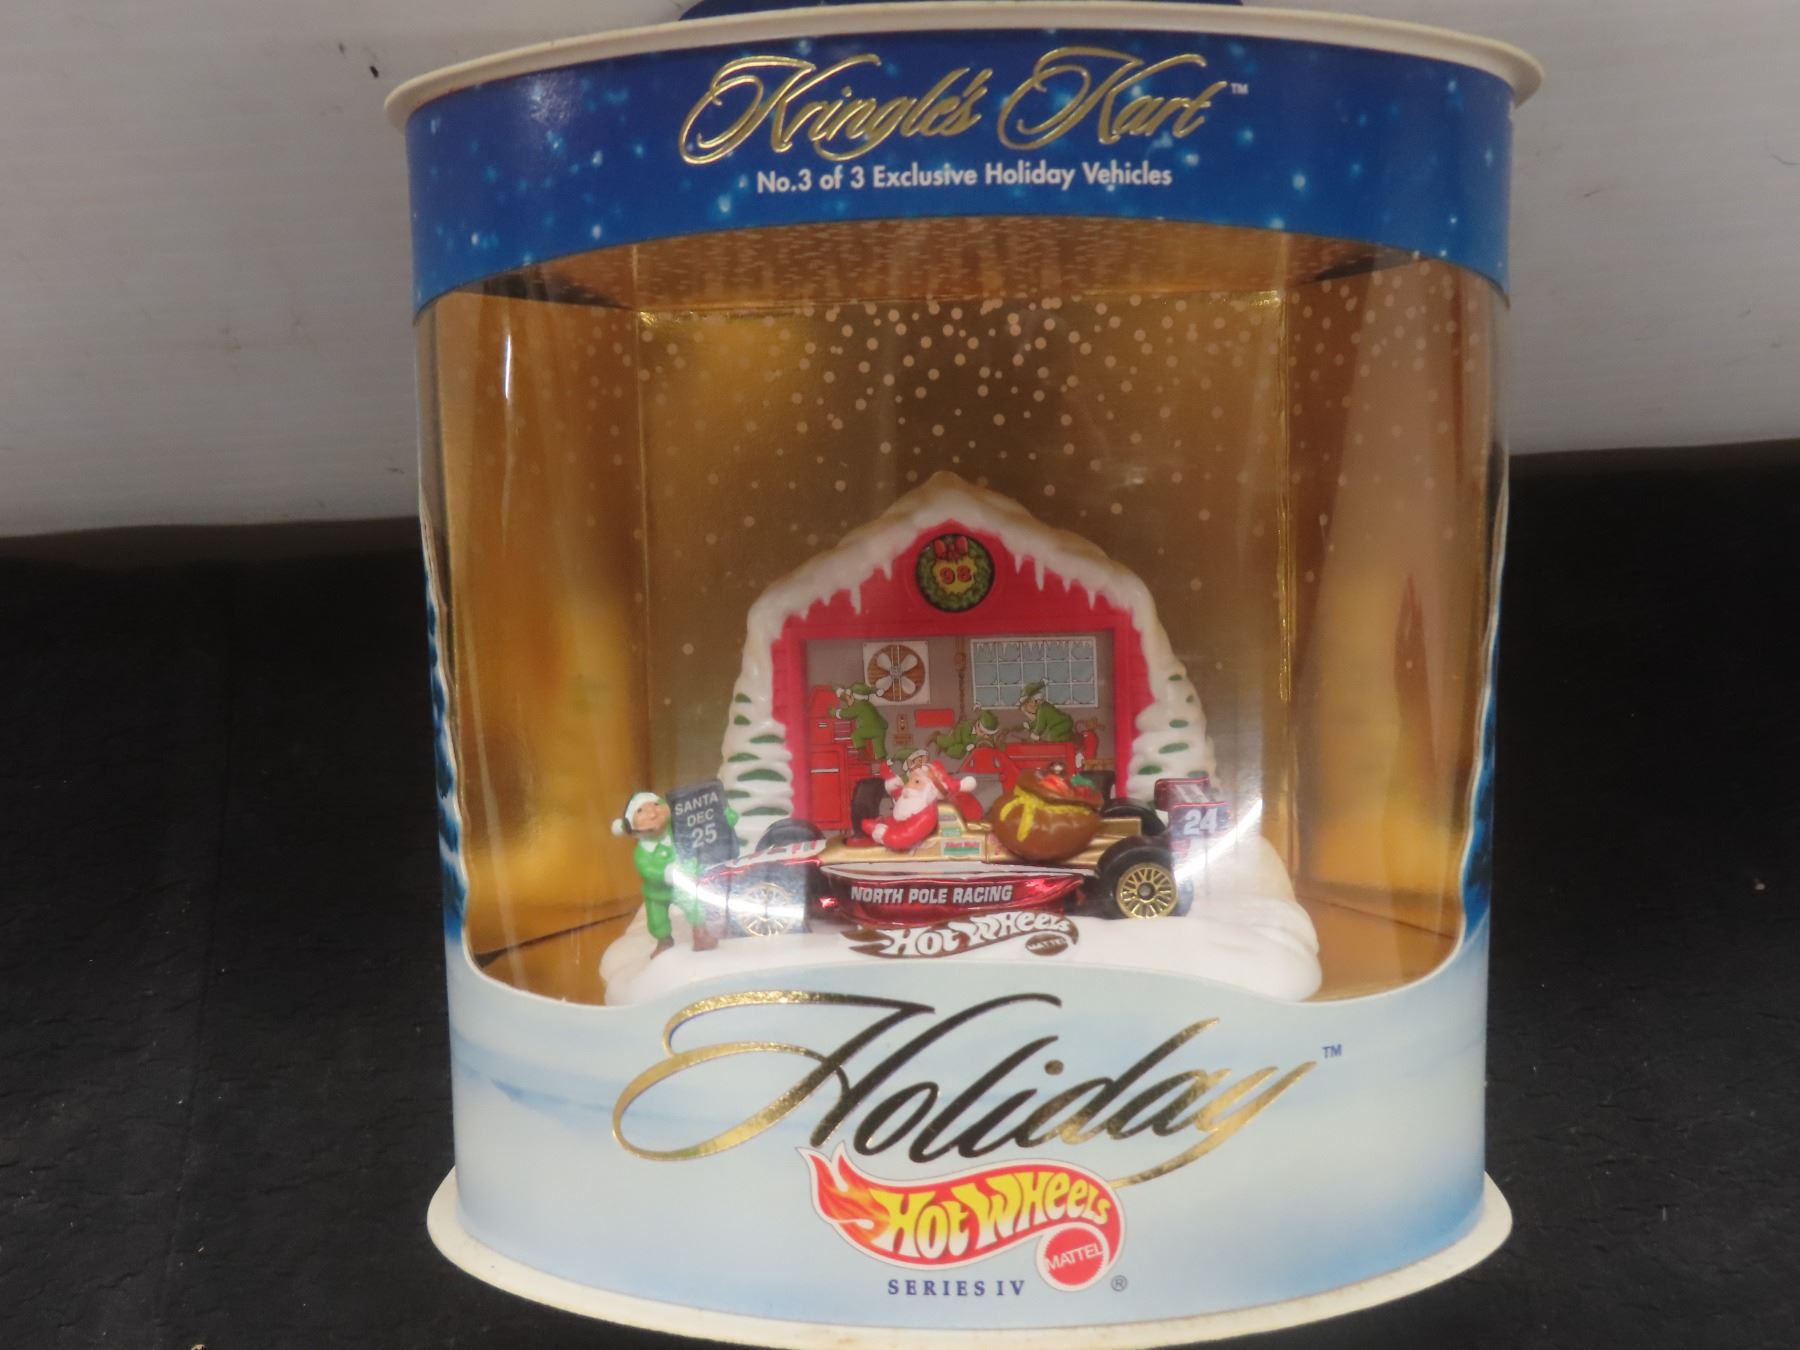 Kringle's Kart™
No.3 of 3 Exclusive Holiday Vehicles
98
SANTA
DEC
25
24
NORTH POLE RACING
Hot Wheels
MATTEL
Holiday™
Hot Wheels
MATTEL
®
SERIES IV